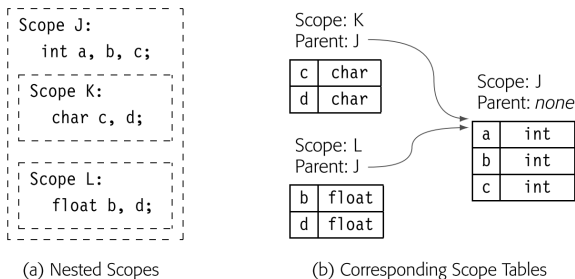 Scope J:
int a, b, c;
Scope K:
char c, d;
Scope L:
float b, d;
(a) Nested Scopes
Scope: K
Parent: J
c char
d char
Scope: L
Parent: J
b float
d float
Scope: J
Parent: none
a int
b int
c int
(b) Corresponding Scope Tables